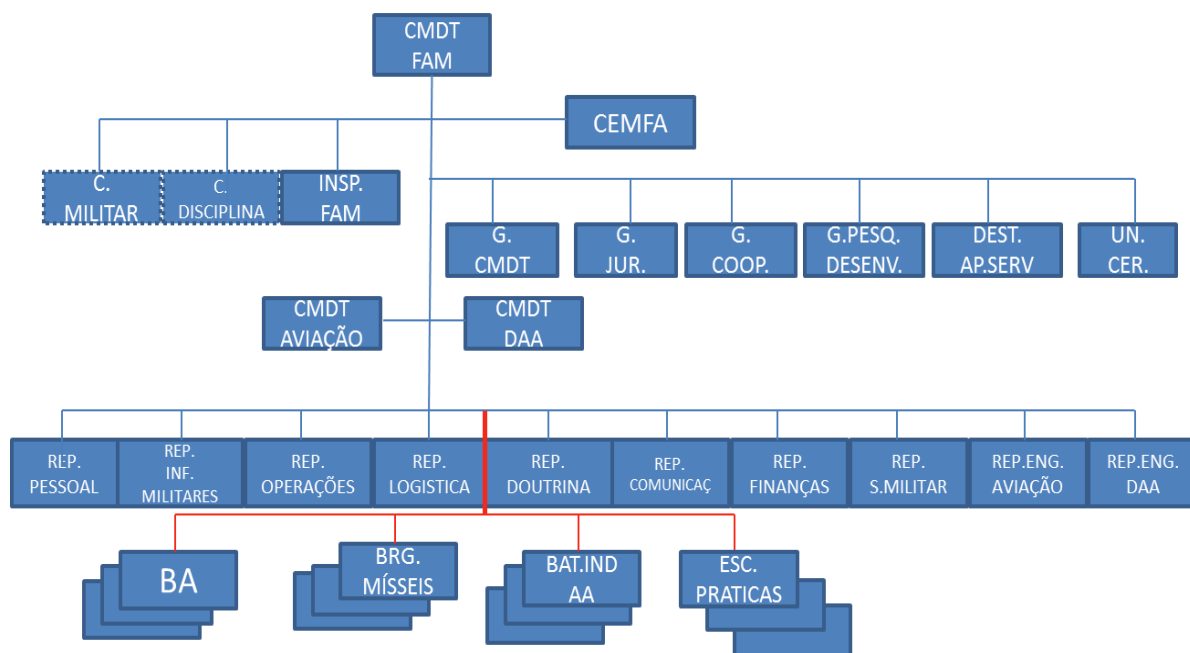 CMDT
FAM
CEMFA
C.
MILITAR
C.
DISCIPLINA
INSP.
FAM
G.
CMDT
G.
JUR.
G.
COOP.
G.PESQ.
DESENV.
DEST.
AP.SERV
UN.
CER.
CMDT
AVIAÇÃO
CMDT
DAA
REP.
PESSOAL
REP.
INF.
MILITARES
REP.
OPERAÇÕES
REP.
LOGISTICA
REP.
DOUTRINA
REP.
COMUNICAÇ
REP.
FINANÇAS
REP.
S.MILITAR
REP.ENG.
AVIAÇÃO
REP.ENG.
DAA
BA
BRG.
MÍSSEIS
BAT.IND
AA
ESC.
PRATICAS